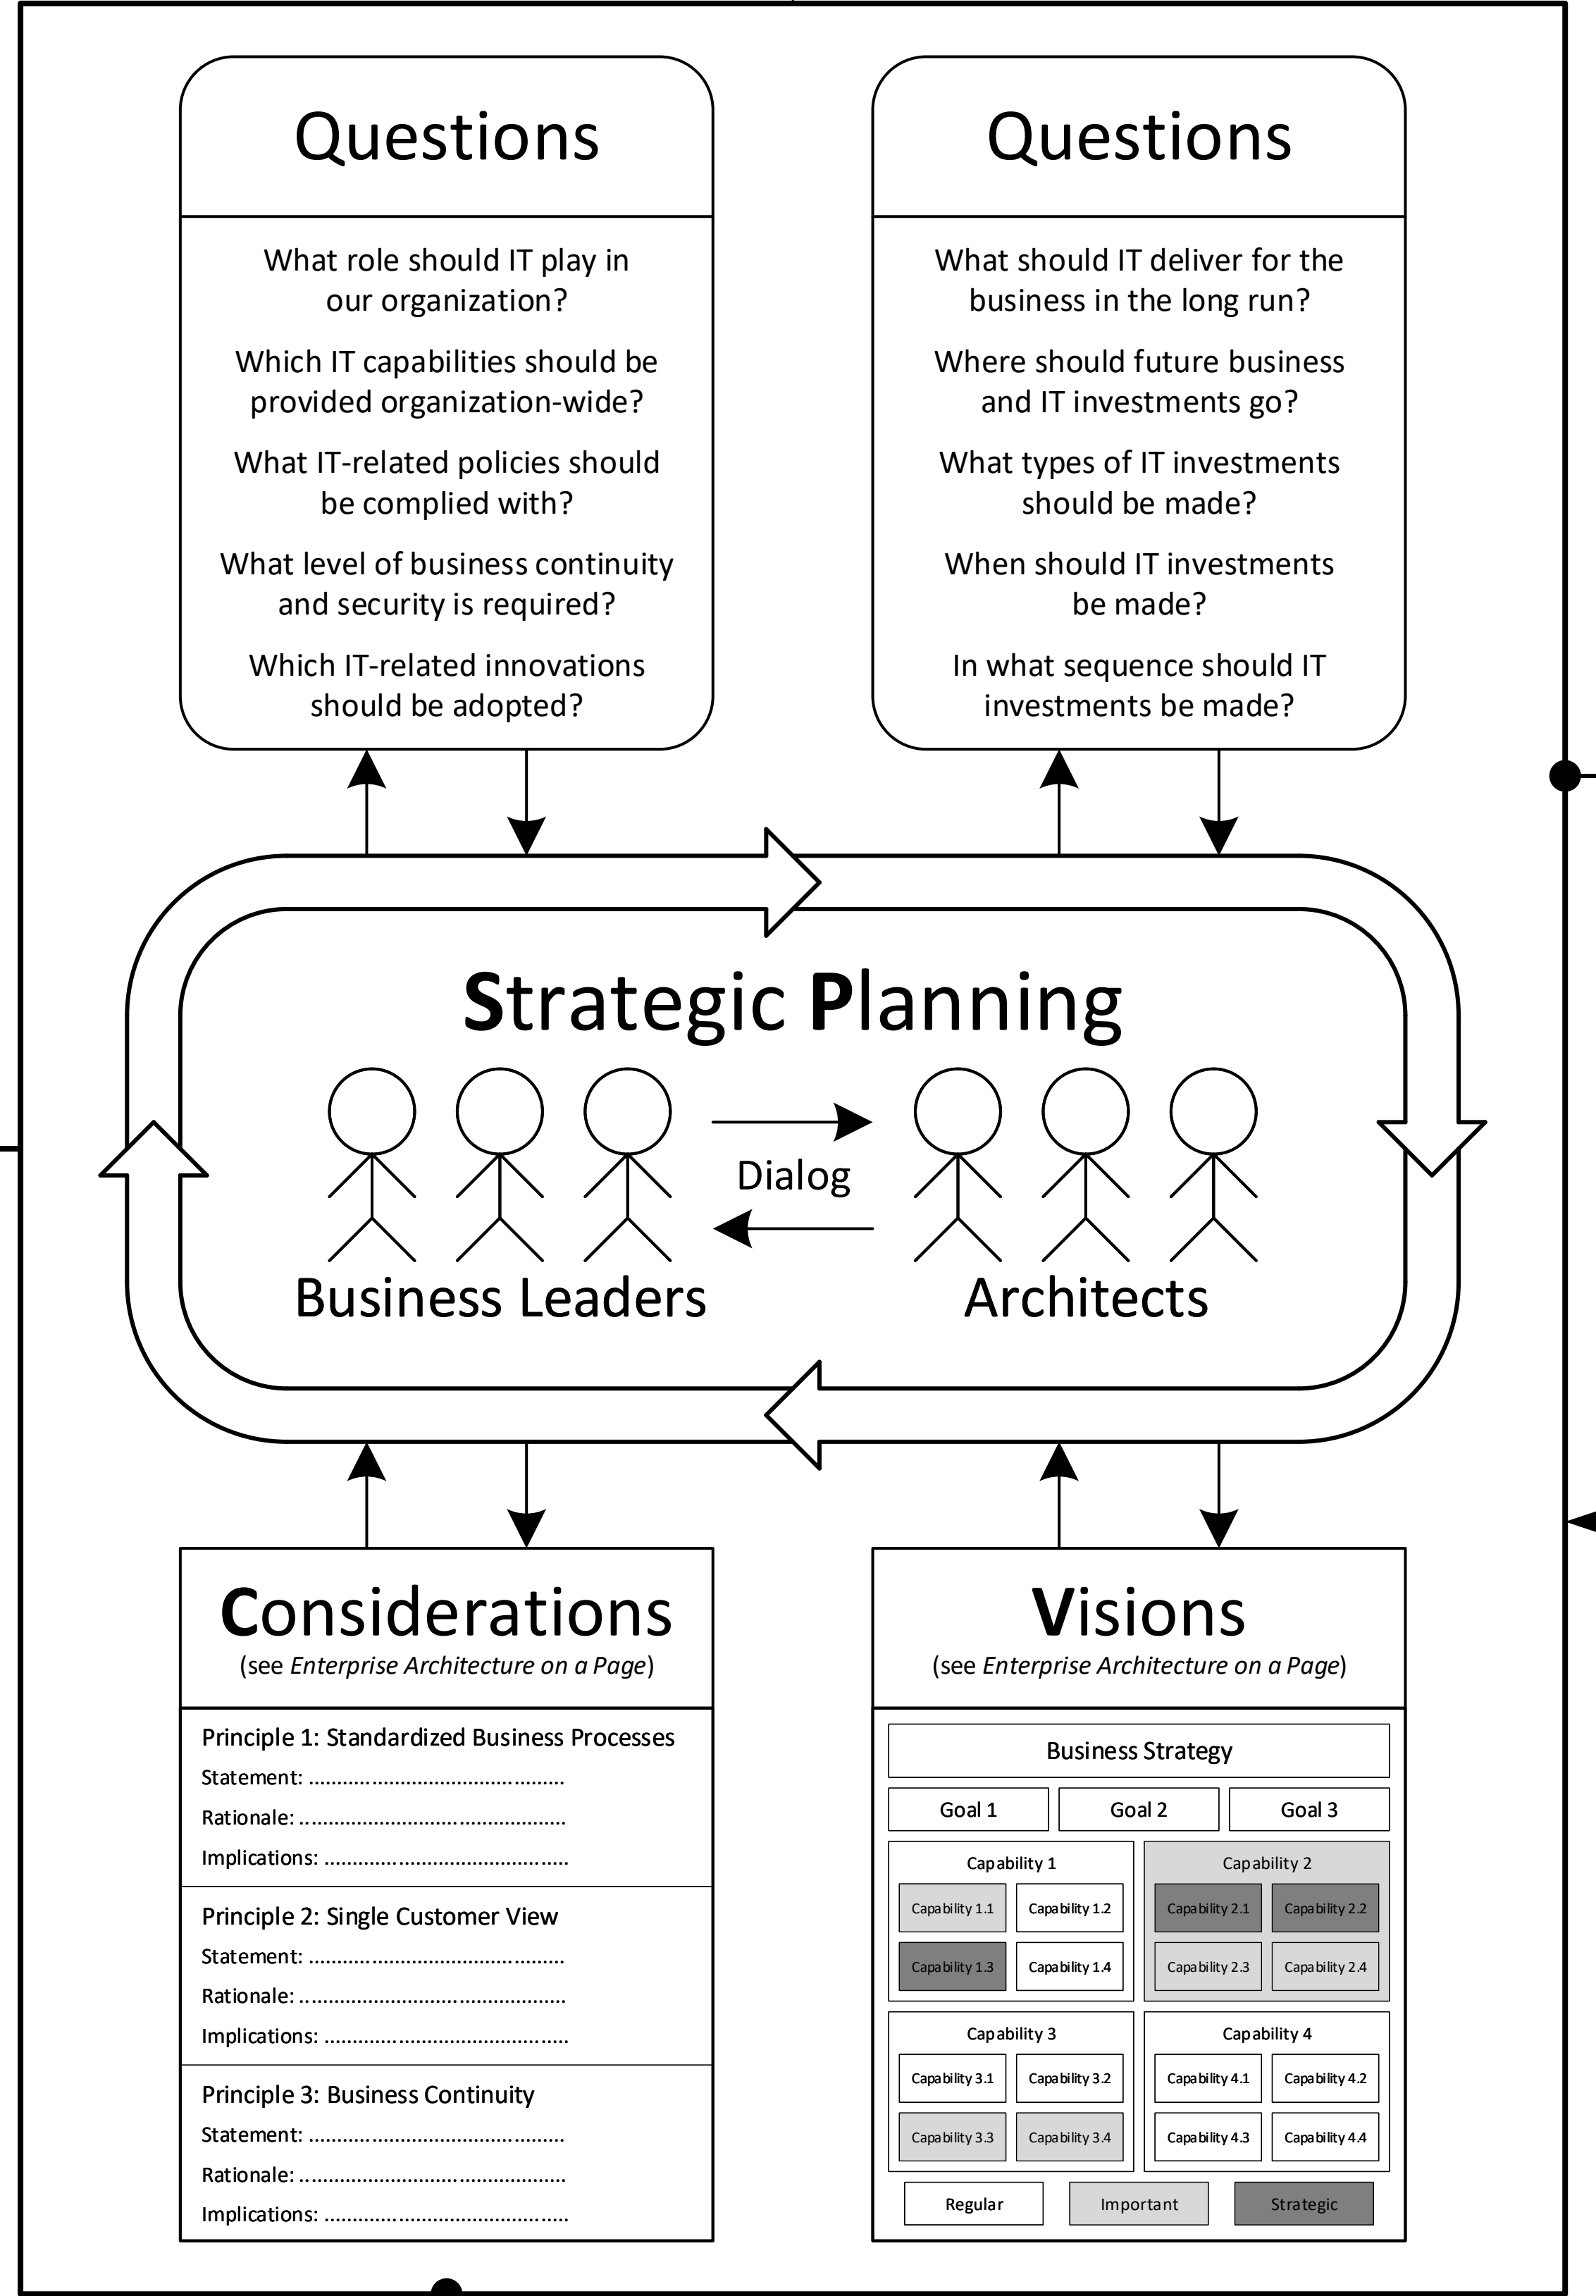 Questions
What role should IT play in
our organization?
Which IT capabilities should be
provided organization-wide?
What IT-related policies should
be complied with?
What level of business continuity
and security is required?
Which IT-related innovations
should be adopted?
Questions
What should IT deliver for the
business in the long run?
Where should future business
and IT investments go?
What types of IT investments
should be made?
When should IT investments
be made?
In what sequence should IT
investments be made?
Strategic Planning
Dialog
Business Leaders
Architects
Considerations
(see Enterprise Architecture on a Page)
Principle 1: Standardized Business Processes
Statement: .............................................
Rationale: ...............................................
Implications: ...........................................
Principle 2: Single Customer View
Statement: .............................................
Rationale: ...............................................
Implications: ...........................................
Principle 3: Business Continuity
Statement: .............................................
Rationale: ...............................................
Implications: ...........................................
Visions
(see Enterprise Architecture on a Page)
Business Strategy
Goal 1
Goal 2
Goal 3
Capability 1
Capability 1.1
Capability 1.2
Capability 1.3
Capability 1.4
Capability 2
Capability 2.1
Capability 2.2
Capability 2.3
Capability 2.4
Capability 3
Capability 3.1
Capability 3.2
Capability 3.3
Capability 3.4
Capability 4
Capability 4.1
Capability 4.2
Capability 4.3
Capability 4.4
Regular
Important
Strategic